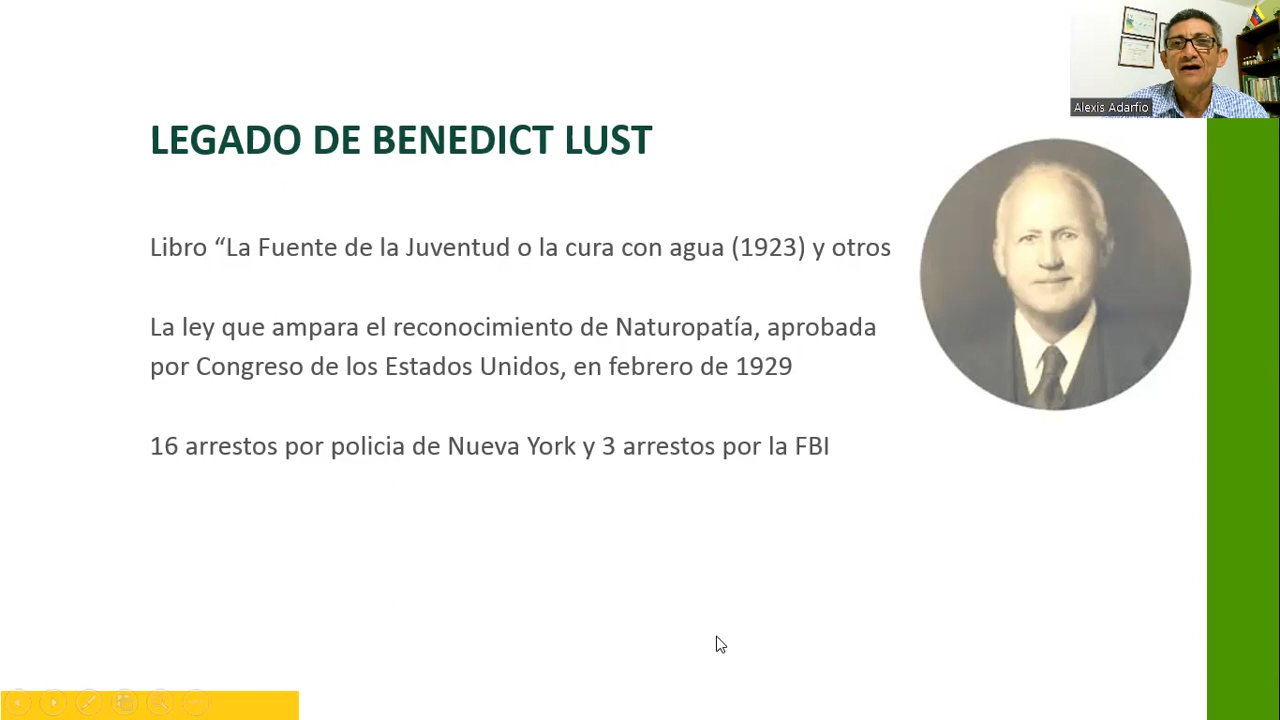 Alexis Adarfio
LEGADO DE BENEDICT LUST
Libro “La Fuente de la Juventud o la cura con agua (1923) y otros
La ley que ampara el reconocimiento de Naturopatía, aprobada
por Congreso de los Estados Unidos, en febrero de 1929
16 arrestos por policia de Nueva York y 3 arrestos por la FBI